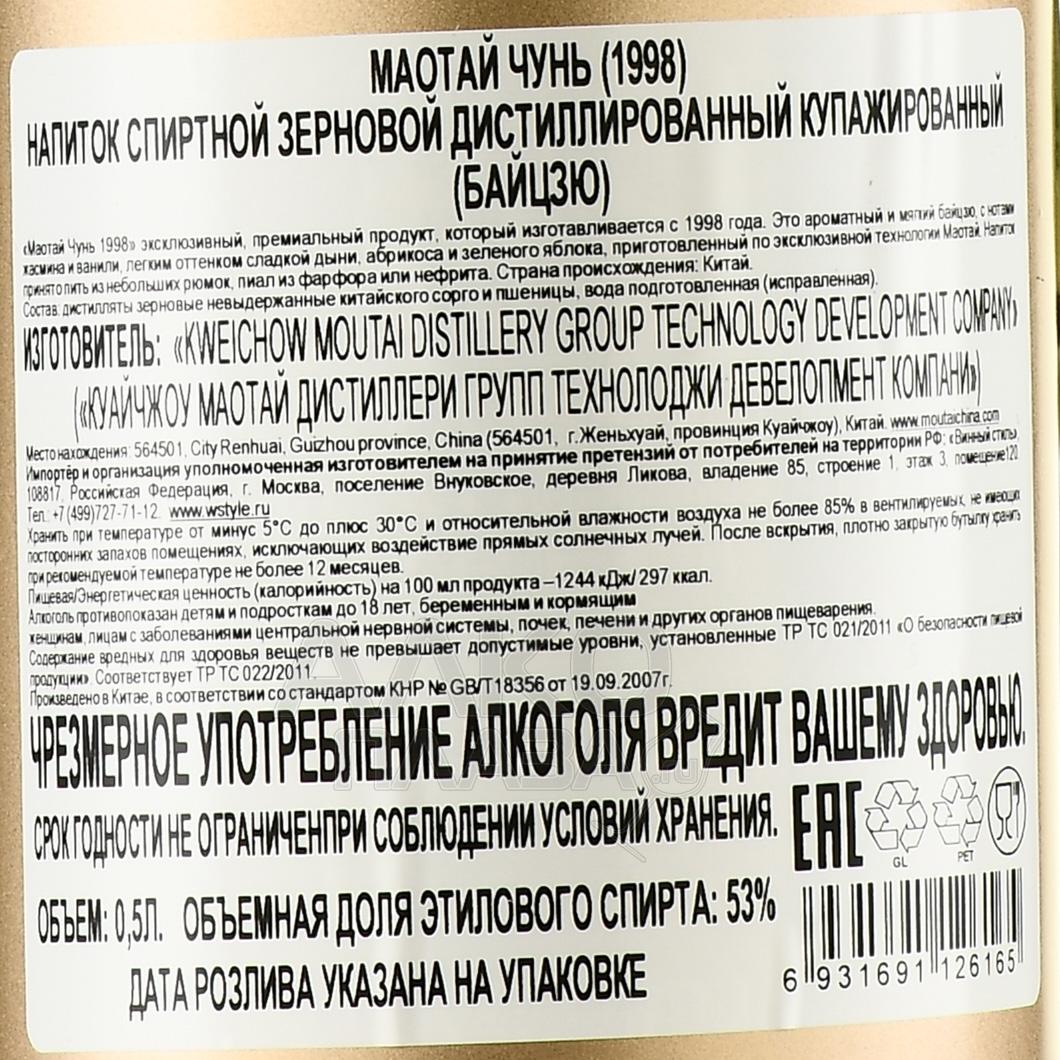 МАОТАЙ ЧУНЬ (1998)
НАПИТОК СПИРТНОЙ ЗЕРНОВОЙ ДИСТИЛЛИРОВАННЫЙ КУПАЖИРОВАННЫЙ
(БАЙЦЗЮ)
«Маотай Чунь 1998» эксклюзивный, премиальный продукт, который изготавливается с 1998 года. Это ароматный и мягкий байцзю, с нотами
жасмина и ванили, легким оттенком сладкой дыни, абрикоса и зеленого яблока, приготовленный по эксклюзивной технологии Маотай. Напиток
принято пить из небольших рюмок, пиал из фарфора или нефрита. Страна происхождения: Китай.
Состав: дистилляты зерновые невыдержанные китайского сорго и пшеницы, вода подготовленная (исправленная).
ИЗГОТОВИТЕЛЬ: «KWEICHOW MOUTAI DISTILLERY GROUP TECHNOLOGY DEVELOPMENT COMPANY»
(«КУАЙЧЖОУ МАОТАЙ ДИСТИЛЛЕРИ ГРУПП ТЕХНОЛОДЖИ ДЕВЕЛОПМЕНТ КОМПАНИ»)
Место нахождения: 564501, City Renhuai, Guizhou province, China (564501, г.Женьхуай, провинция Куайчжоу), Китай. www.moutaichina.com
Импортёр и организация уполномоченная изготовителем на принятие претензий от потребителей на территории РФ: «Винный стиль»,
108817, Российская Федерация, г. Москва, поселение Внуковское, деревня Ликова, владение 85, строение 1, этаж 3, помещение120
Тел.: +7 (499)727-71-12. www.wstyle.ru
Хранить при температуре от минус 5°С до плюс 30°С и относительной влажности воздуха не более 85% в вентилируемых, не имеющих
посторонних запахов помещениях, исключающих воздействие прямых солнечных лучей. После вскрытия, плотно закрытую бутылку хранить
при рекомендуемой температуре не более 12 месяцев.
Пищевая/Энергетическая ценность (калорийность) на 100 мл продукта –1244 кДж/ 297 ккал.
Алкоголь противопоказан детям и подросткам до 18 лет, беременным и кормящим
женщинам, лицам с заболеваниями центральной нервной системы, почек, печени и других органов пищеварения.
Содержание вредных для здоровья веществ не превышает допустимые уровни, установленные ТР ТС 021/2011 «О безопасности пищевой
продукции». Соответствует ТР ТС 022/2011.
Произведено в Китае, в соответствии со стандартом КНР № GB/T18356 от 19.09.2007г.
ЧРЕЗМЕРНОЕ УПОТРЕБЛЕНИЕ АЛКОГОЛЯ ВРЕДИТ ВАШЕМУ ЗДОРОВЬЮ.
СРОК ГОДНОСТИ НЕ ОГРАНИЧЕНПРИ СОБЛЮДЕНИИ УСЛОВИЙ ХРАНЕНИЯ.
EAC
GL
PET
ОБЪЕМ: 0,5Л. ОБЪЕМНАЯ ДОЛЯ ЭТИЛОВОГО СПИРТА: 53%
ДАТА РОЗЛИВА УКАЗАНА НА УПАКОВКЕ
6 931691 126165